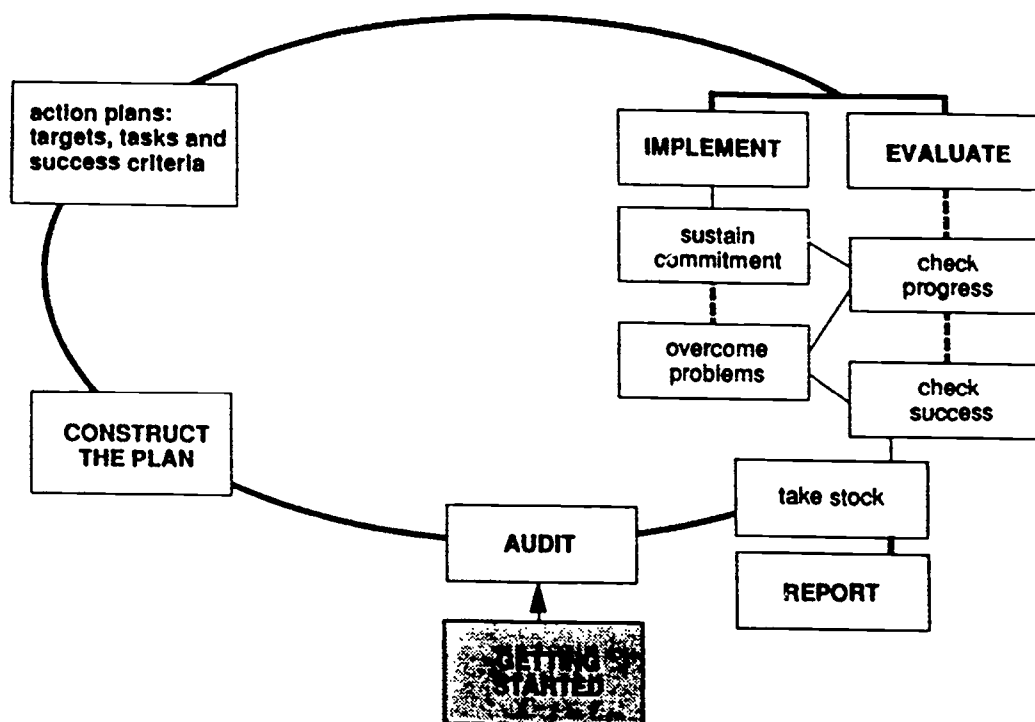 action plans:
targets, tasks and
success criteria
IMPLEMENT
EVALUATE
sustain
commitment
check
progress
overcome
problems
check
success
CONSTRUCT
THE PLAN
take stock
AUDIT
REPORT
GETTING
STARTED